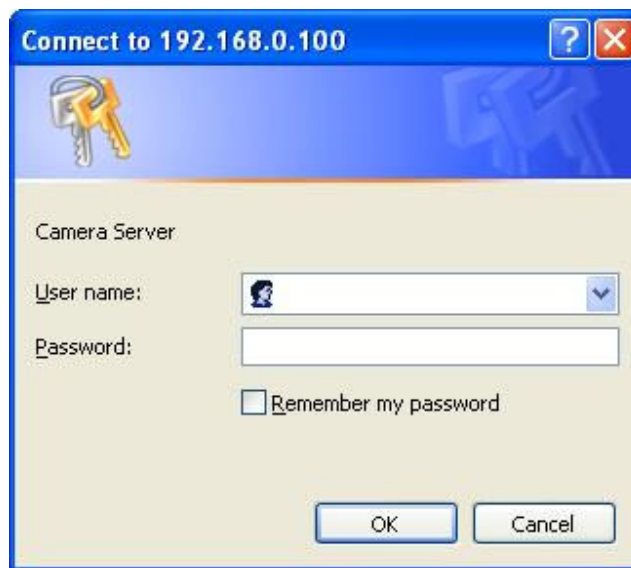 Connect to 192.168.0.100
Camera Server
User name:
Password:
Remember my password
OK Cancel